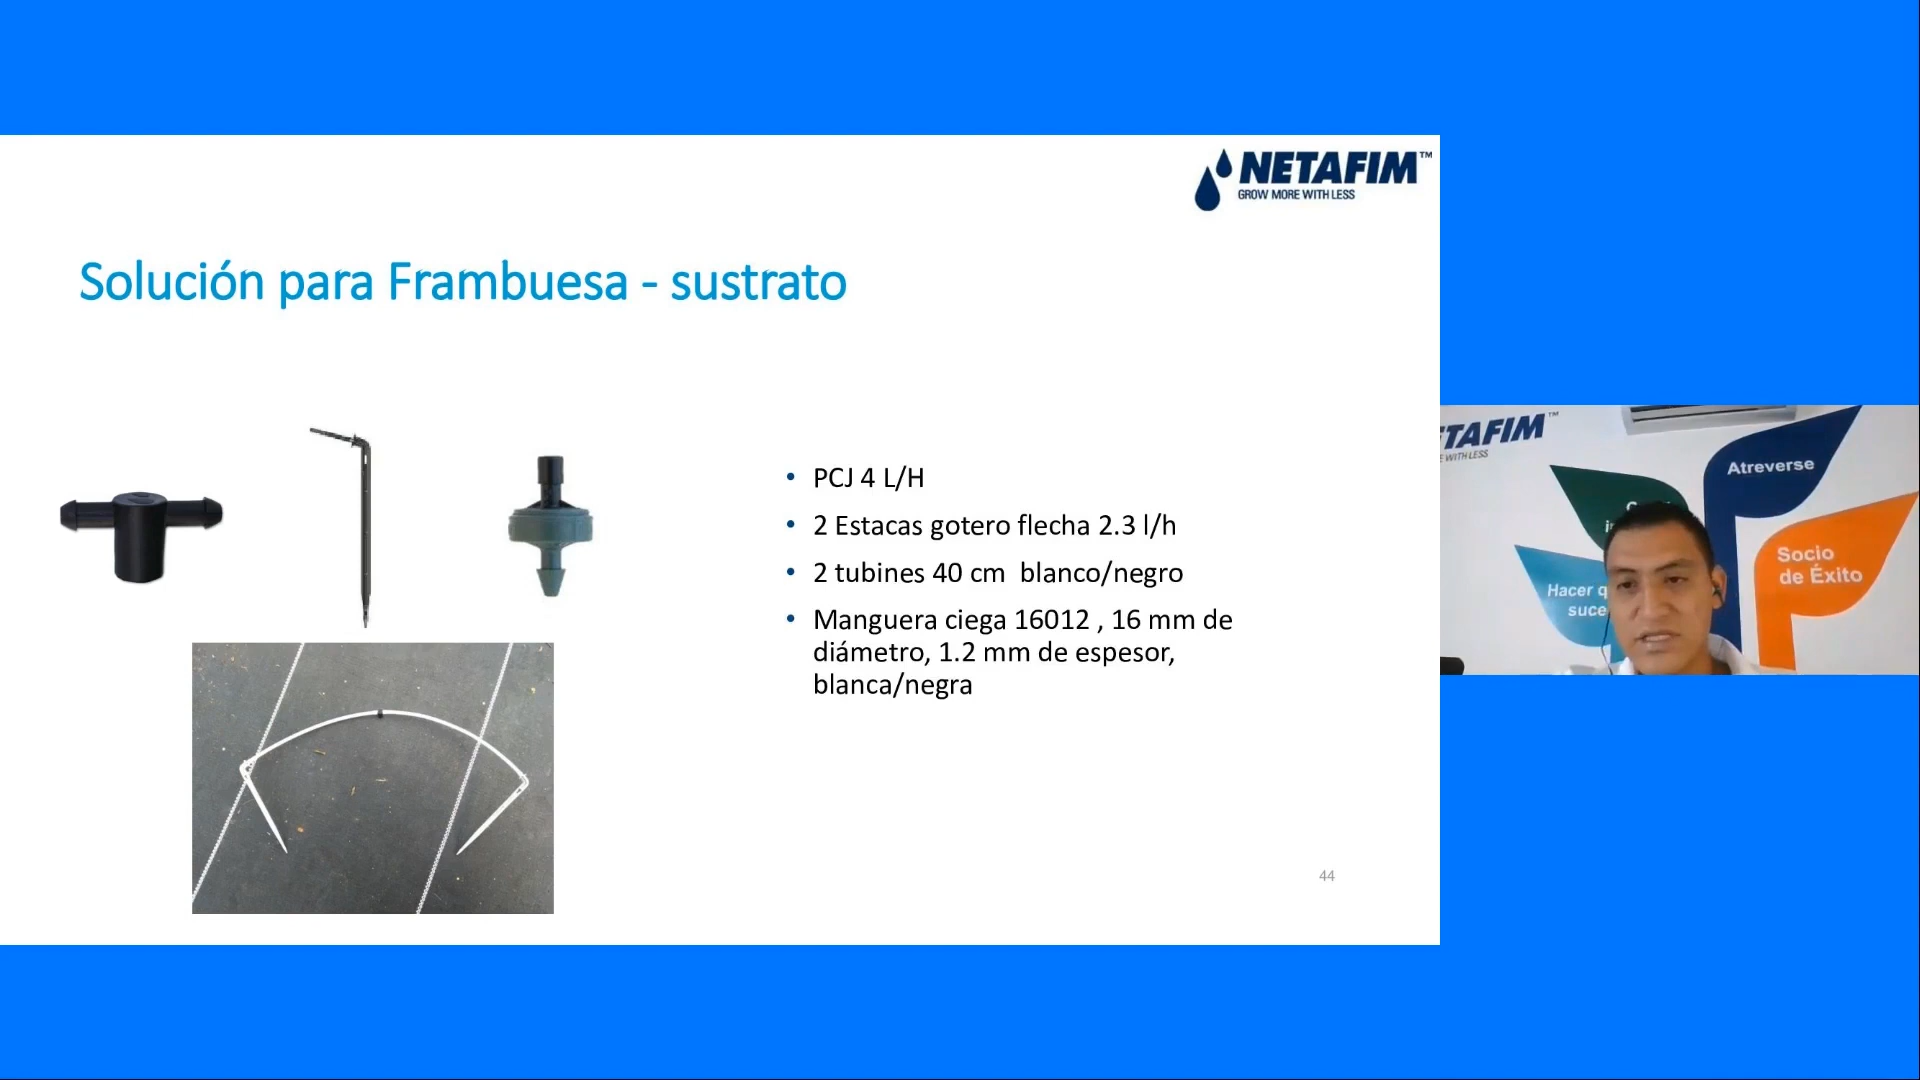 NETAFIM™
GROW MORE WITH LESS
Solución para Frambuesa - sustrato
• PCJ 4 L/H
• 2 Estacas gotero flecha 2.3 l/h
• 2 tubines 40 cm blanco/negro
• Manguera ciega 16012 , 16 mm de
diámetro, 1.2 mm de espesor,
blanca/negra
44
TAFIM™
WITH LESS
Atreverse
Socio
de Éxito
Hacer q
suce